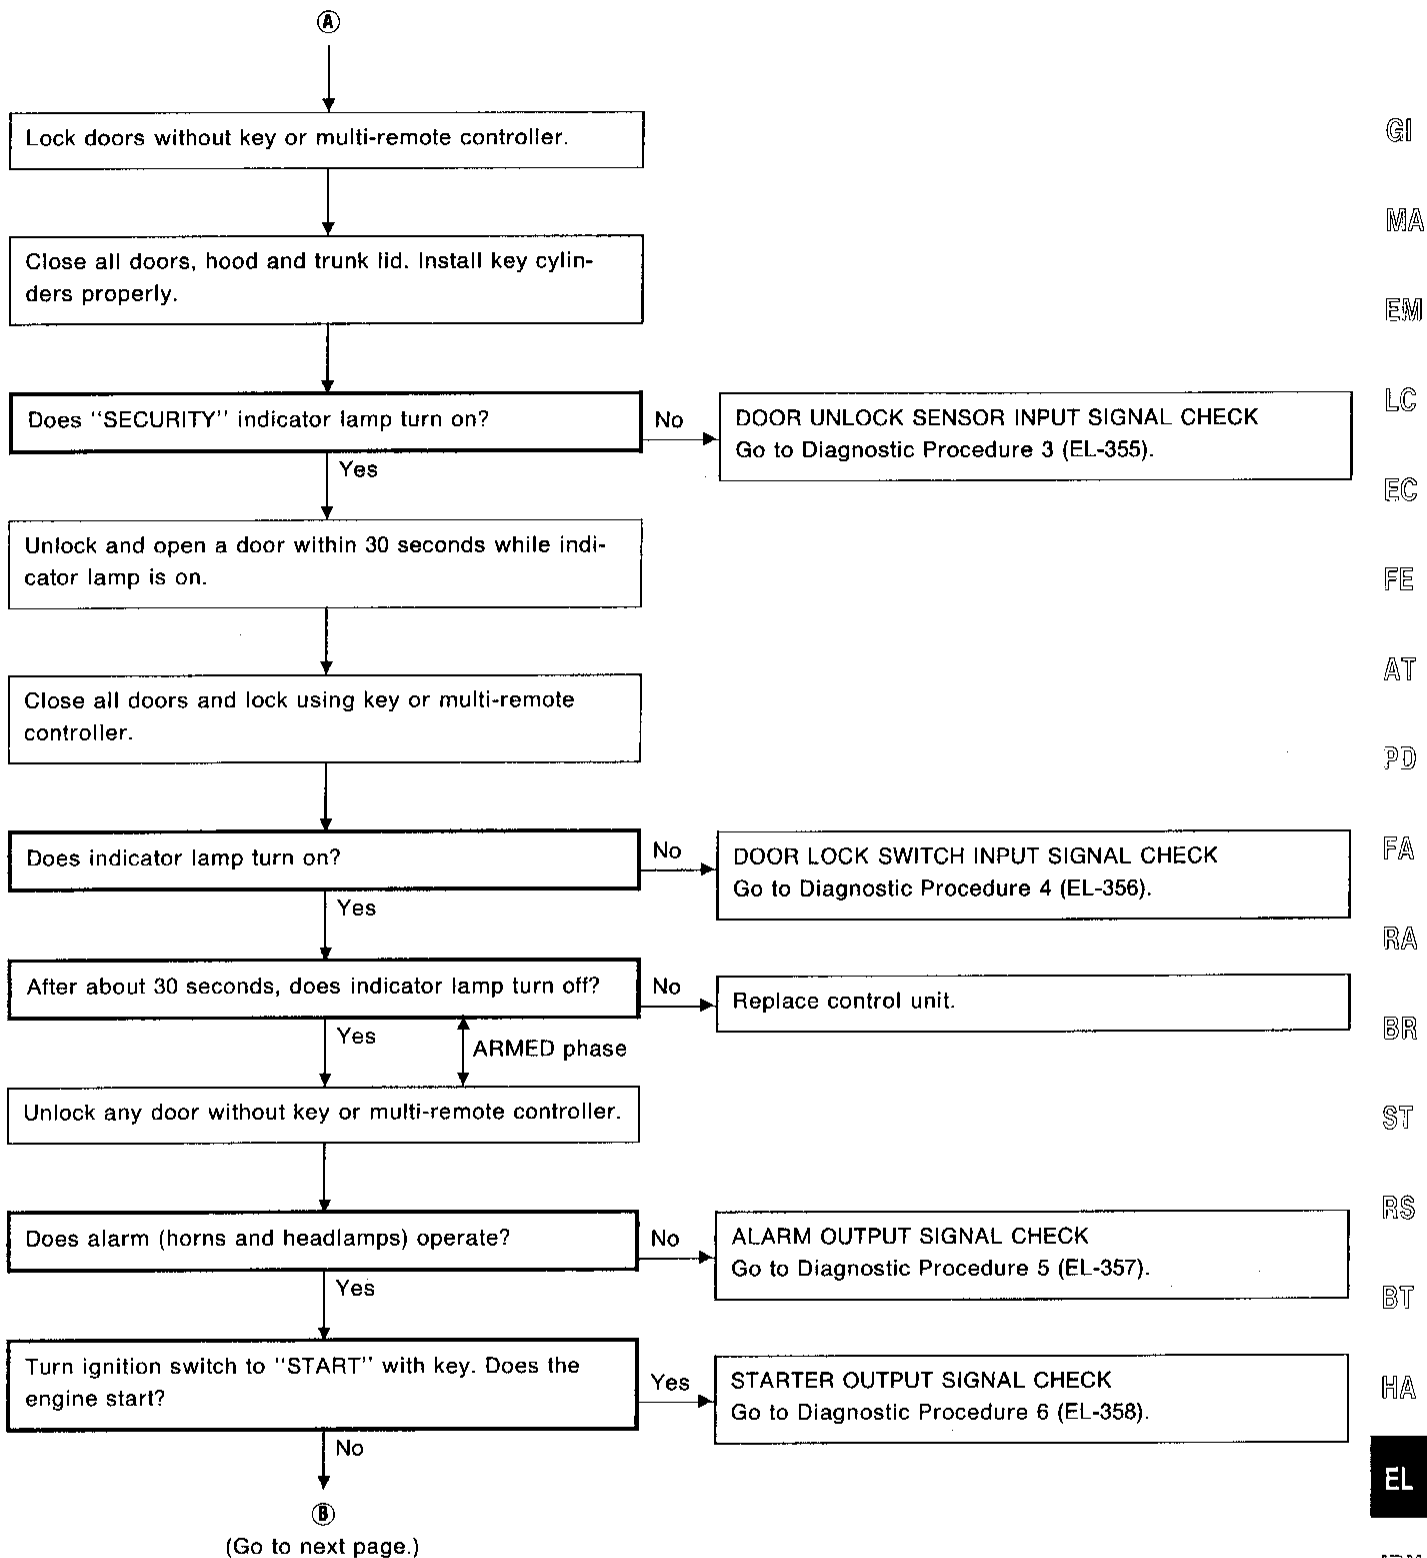 A
Lock doors without key or multi-remote controller.
Close all doors, hood and trunk lid. Install key cylin-
ders properly.
Does "SECURITY" indicator lamp turn on?
No
DOOR UNLOCK SENSOR INPUT SIGNAL CHECK
Go to Diagnostic Procedure 3 (EL-355).
Yes
Unlock and open a door within 30 seconds while indi-
cator lamp is on.
Close all doors and lock using key or multi-remote
controller.
Does indicator lamp turn on?
No
DOOR LOCK SWITCH INPUT SIGNAL CHECK
Go to Diagnostic Procedure 4 (EL-356).
Yes
After about 30 seconds, does indicator lamp turn off?
No
Replace control unit.
Yes
ARMED phase
Unlock any door without key or multi-remote controller.
Does alarm (horns and headlamps) operate?
No
ALARM OUTPUT SIGNAL CHECK
Go to Diagnostic Procedure 5 (EL-357).
Yes
Turn ignition switch to "START" with key. Does the
engine start?
Yes
STARTER OUTPUT SIGNAL CHECK
Go to Diagnostic Procedure 6 (EL-358).
No
B
(Go to next page.)
GI
MA
EM
LC
EC
FE
AT
PD
FA
RA
BR
ST
RS
BT
HA
EL